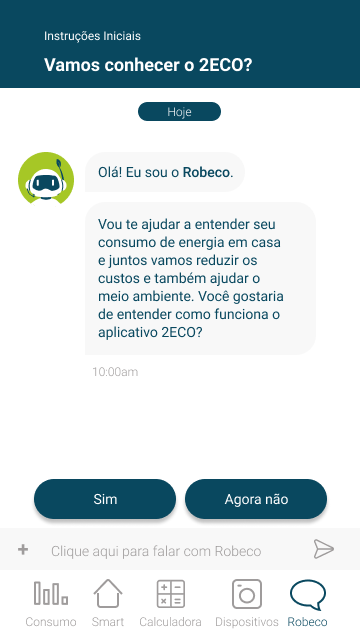 Instruções Iniciais
Vamos conhecer o 2ECO?
Hoje
Olá! Eu sou o Robeco.
Vou te ajudar a entender seu
consumo de energia em casa
e juntos vamos reduzir os
custos e também ajudar o
meio ambiente. Você gostaria
de entender como funciona o
aplicativo 2ECO?
10:00am
Sim
Agora não
+ Clique aqui para falar com Robeco
Consumo Smart Calculadora Dispositivos Robeco